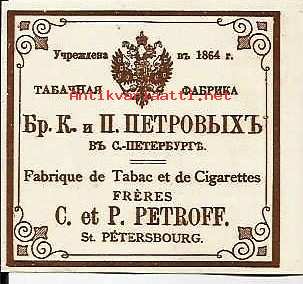 Учреждена въ 1864 г.
ТАБАЧНАЯ ФАБРИКА
Antikvariaatti.net
Бр. К. и П. ПЕТРОВЫХЪ
ВЪ С.-ПЕТЕРБУРГѢ.
Fabrique de Tabac et de Cigarettes
FRÈRES
C. et P. PETROFF.
St. PÉTERSBOURG.